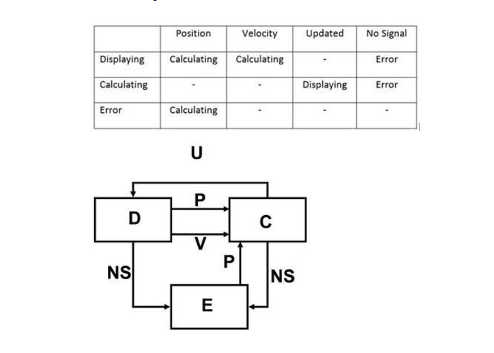 Position Velocity Updated No Signal
Displaying Calculating Calculating - Error
Calculating - - Displaying Error
Error Calculating - - -
U
P
D C
V
P
NS NS
E